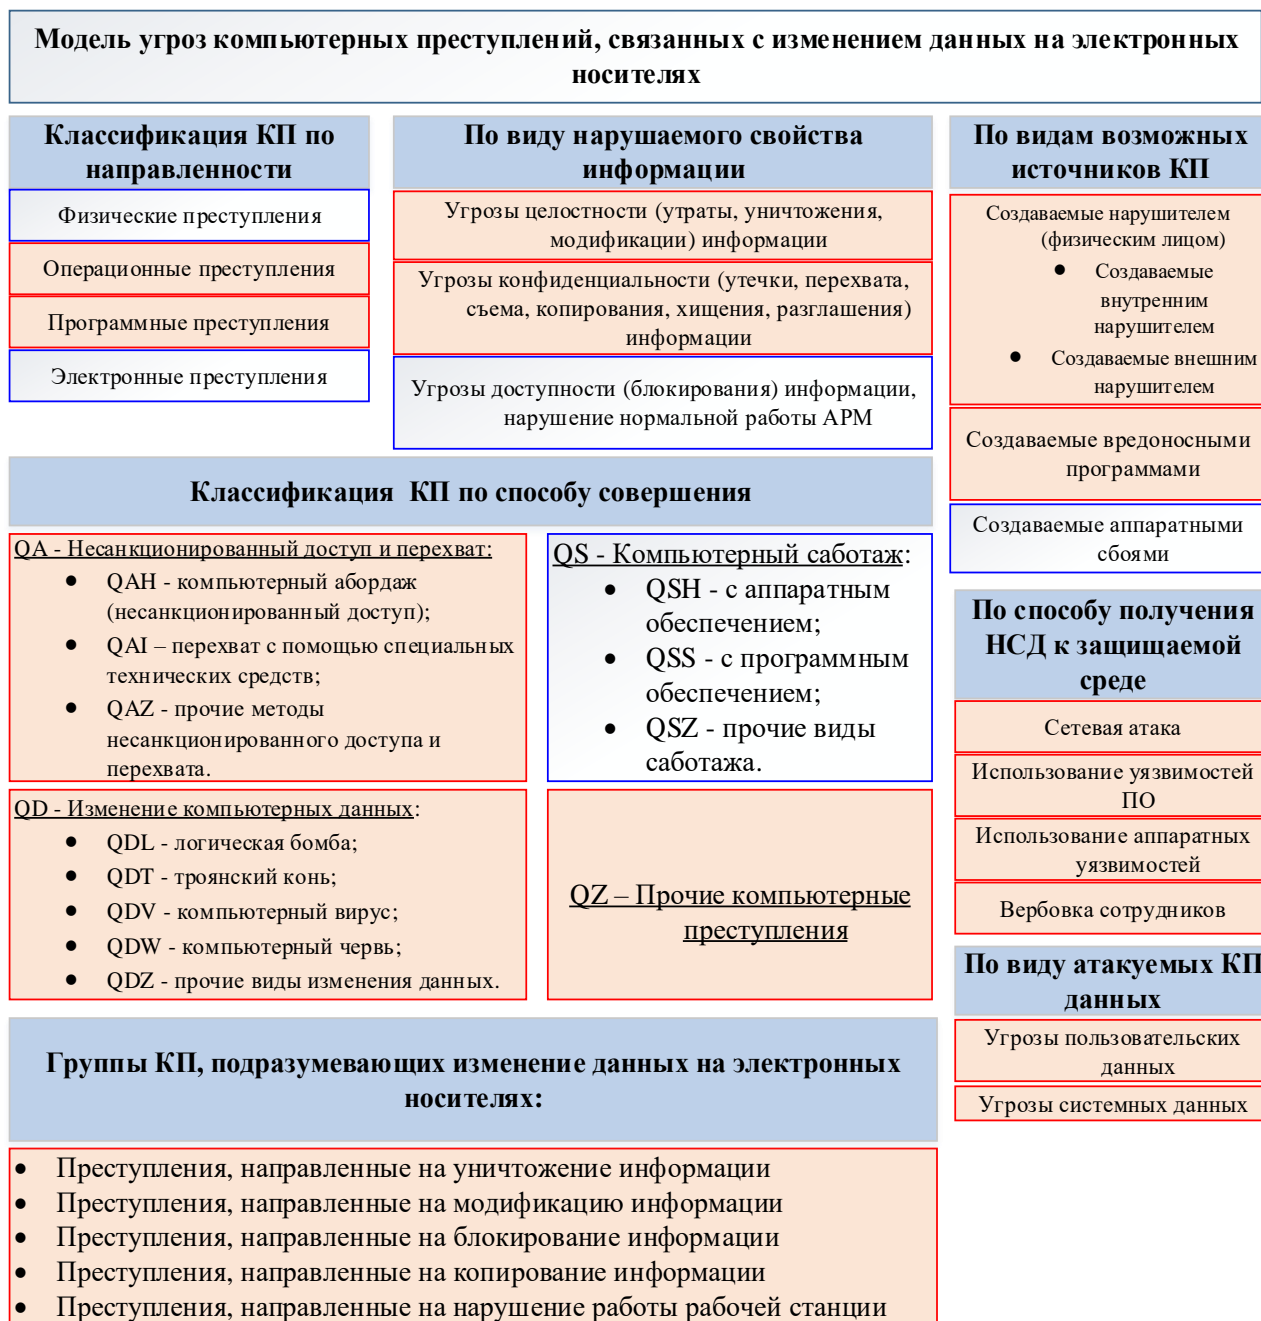 Модель угроз компьютерных преступлений, связанных с изменением данных на электронных
носителях
Классификация КП по
направленности
Физические преступления
Операционные преступления
Программные преступления
Электронные преступления
По виду нарушаемого свойства
информации
Угрозы целостности (утраты, уничтожения,
модификации) информации
Угрозы конфиденциальности (утечки, перехвата,
съема, копирования, хищения, разглашения)
информации
Угрозы доступности (блокирования) информации,
нарушение нормальной работы АРМ
По видам возможных
источников КП
Создаваемые нарушителем
(физическим лицом)
• Создаваемые
внутренним
нарушителем
• Создаваемые внешним
нарушителем
Создаваемые вредоносными
программами
Создаваемые аппаратными
сбоями
Классификация КП по способу совершения
QA - Несанкционированный доступ и перехват:
• QAH - компьютерный абордаж
(несанкционированный доступ);
• QAI – перехват с помощью специальных
технических средств;
• QAZ - прочие методы
несанкционированного доступа и
перехвата.
QS - Компьютерный саботаж:
• QSH - с аппаратным
обеспечением;
• QSS - с программным
обеспечением;
• QSZ - прочие виды
саботажа.
QD - Изменение компьютерных данных:
• QDL - логическая бомба;
• QDT - троянский конь;
• QDV - компьютерный вирус;
• QDW - компьютерный червь;
• QDZ - прочие виды изменения данных.
QZ – Прочие компьютерные
преступления
По способу получения
НСД к защищаемой
среде
Сетевая атака
Использование уязвимостей
ПО
Использование аппаратных
уязвимостей
Вербовка сотрудников
По виду атакуемых КП
данных
Угрозы пользовательских
данных
Угрозы системных данных
Группы КП, подразумевающих изменение данных на электронных
носителях:
• Преступления, направленные на уничтожение информации
• Преступления, направленные на модификацию информации
• Преступления, направленные на блокирование информации
• Преступления, направленные на копирование информации
• Преступления, направленные на нарушение работы рабочей станции